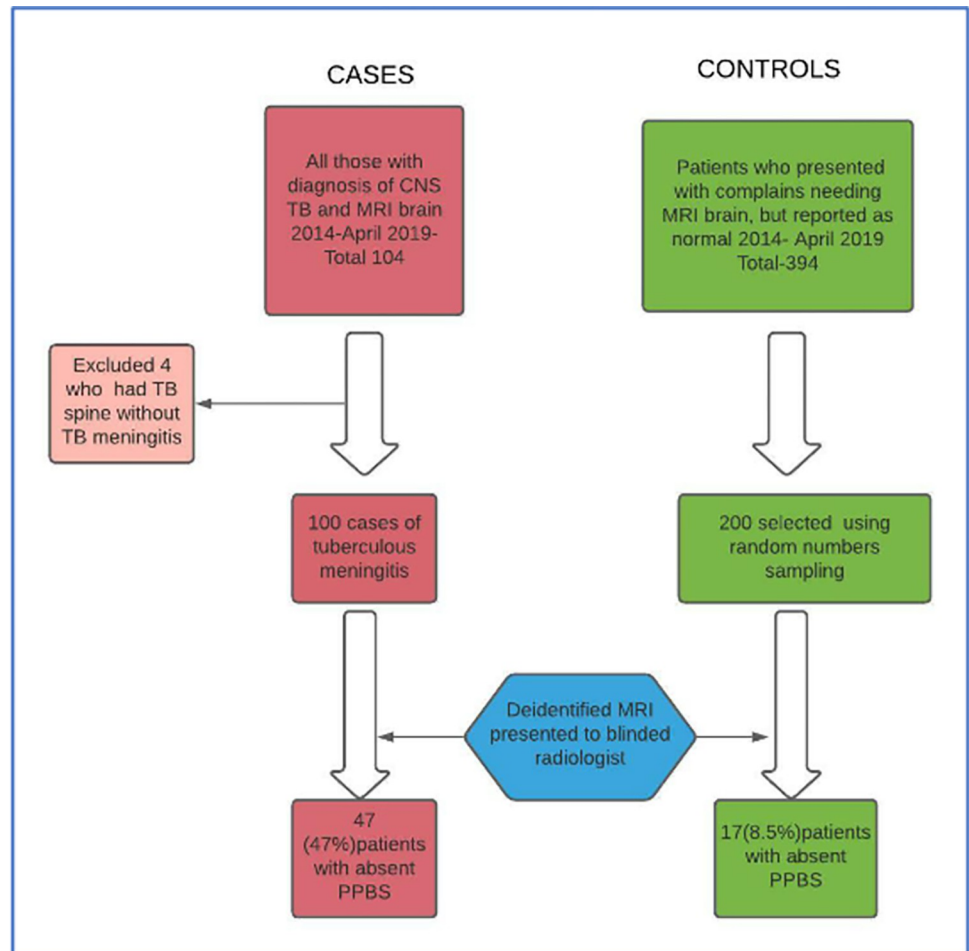 CASES
All those with
diagnosis of CNS
TB and MRI brain
2014-April 2019-
Total 104
Excluded 4
who had TB
spine without
TB meningitis
100 cases of
tuberculous
meningitis
47
(47%)patients
with absent
PPBS
CONTROLS
Patients who presented
with complains needing
MRI brain, but reported as
normal 2014- April 2019
Total-394
200 selected using
random numbers
sampling
Deidentified MRI
presented to blinded
radiologist
17(8.5%)patients
with absent
PPBS